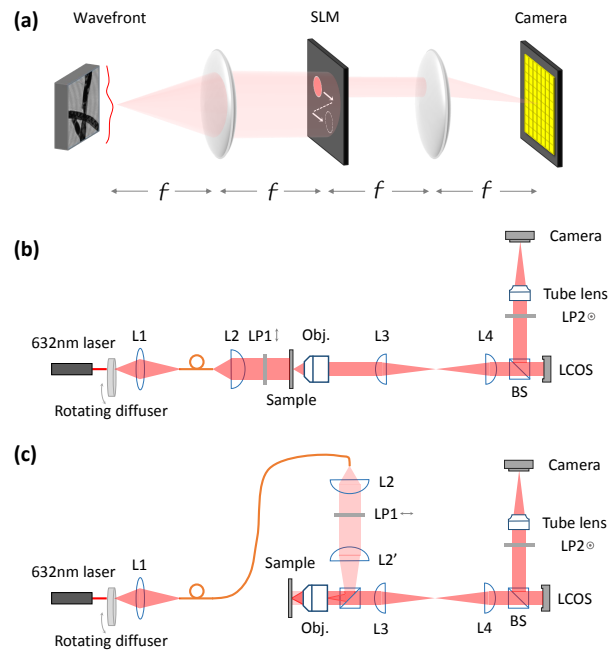 (a)
Wavefront
SLM
Camera
f
f
f
f
(b)
Camera
Tube lens
LP2⊙
632nm laser
L1
L2
LP1↕
Obj.
L3
L4
LCOS
BS
Sample
Rotating diffuser
(c)
Camera
L2
LP1↔
Tube lens
LP2⊙
L2’
632nm laser
L1
Sample
LCOS
Obj.
L3
L4
BS
Rotating diffuser